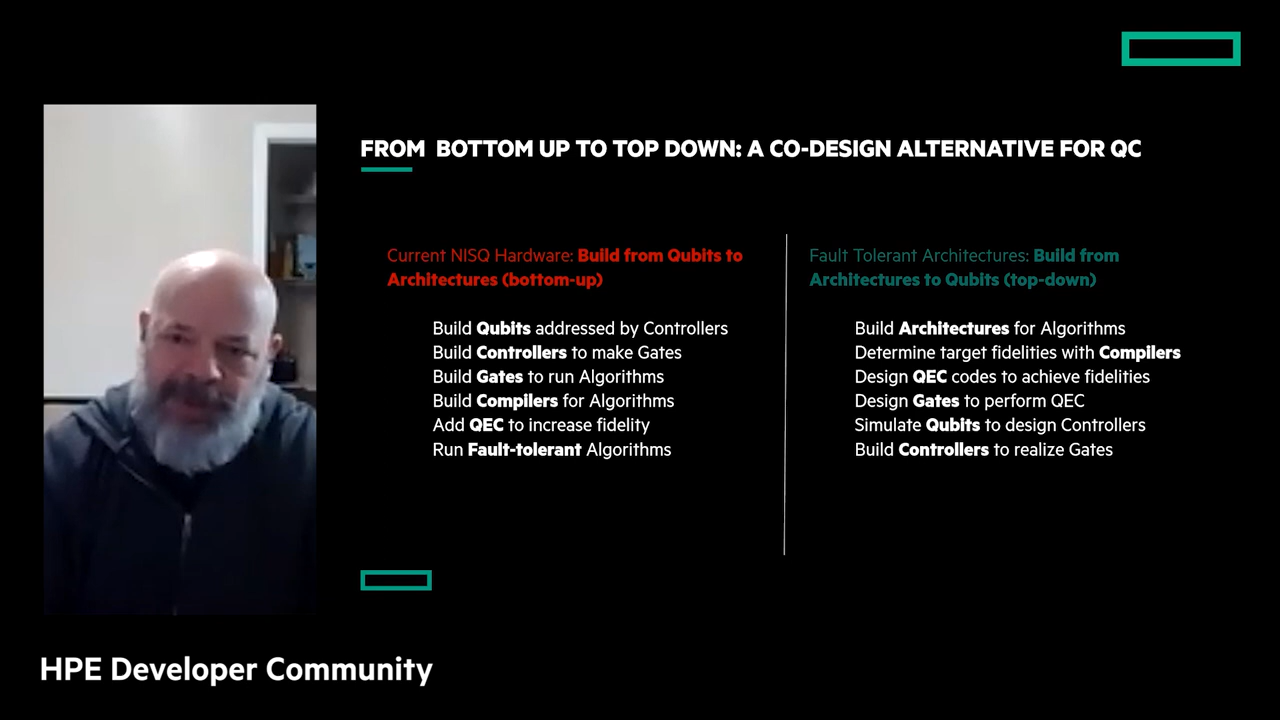 FROM BOTTOM UP TO TOP DOWN: A CO-DESIGN ALTERNATIVE FOR QC
Current NISQ Hardware: Build from Qubits to
Architectures (bottom-up)
Build Qubits addressed by Controllers
Build Controllers to make Gates
Build Gates to run Algorithms
Build Compilers for Algorithms
Add QEC to increase fidelity
Run Fault-tolerant Algorithms
Fault Tolerant Architectures: Build from
Architectures to Qubits (top-down)
Build Architectures for Algorithms
Determine target fidelities with Compilers
Design QEC codes to achieve fidelities
Design Gates to perform QEC
Simulate Qubits to design Controllers
Build Controllers to realize Gates
HPE Developer Community